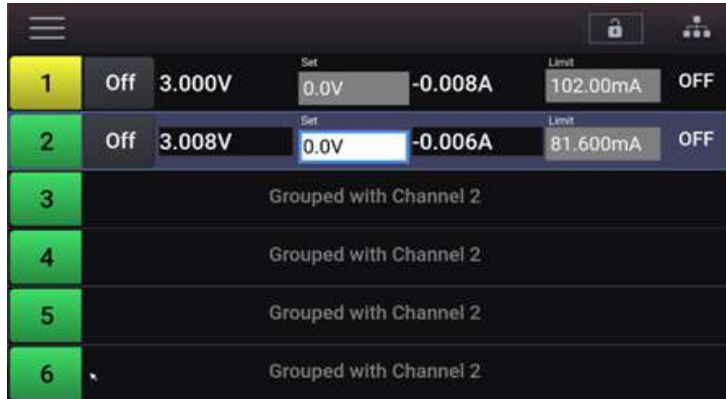 Set Limit
1 Off 3.000V 0.0V -0.008A 102.00mA OFF
Set Limit
2 Off 3.008V 0.0V -0.006A 81.600mA OFF
3 Grouped with Channel 2
4 Grouped with Channel 2
5 Grouped with Channel 2
6 Grouped with Channel 2